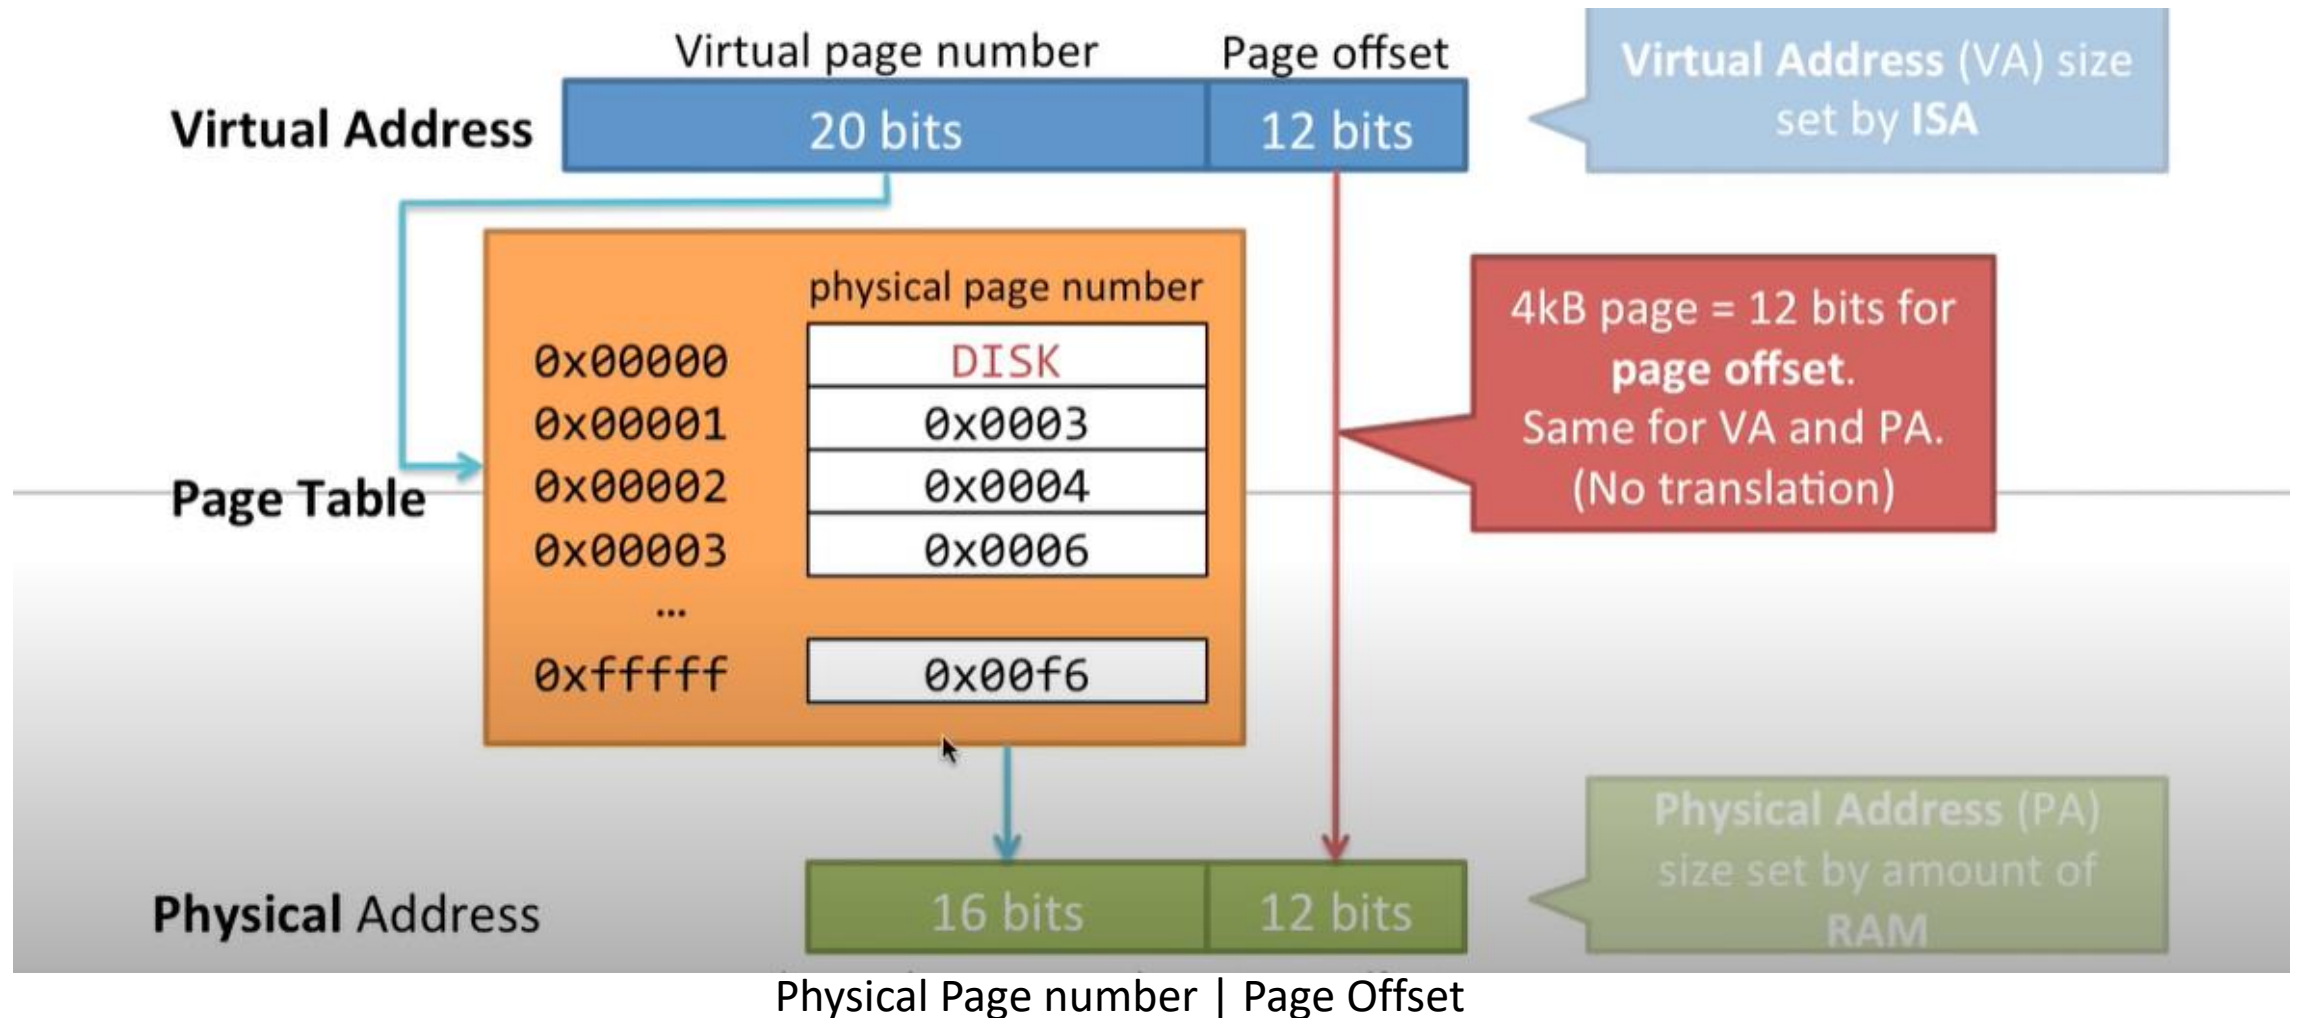 Virtual page number
Page offset
Virtual Address
20 bits
12 bits
Virtual Address (VA) size
set by ISA
physical page number
0x00000
DISK
0x00001
0x0003
0x00002
0x0004
0x00003
0x0006
...
0xfffff
0x00f6
Page Table
4kB page = 12 bits for
page offset.
Same for VA and PA.
(No translation)
Physical Address
16 bits
12 bits
Physical Address (PA)
size set by amount of
RAM
Physical Page number | Page Offset